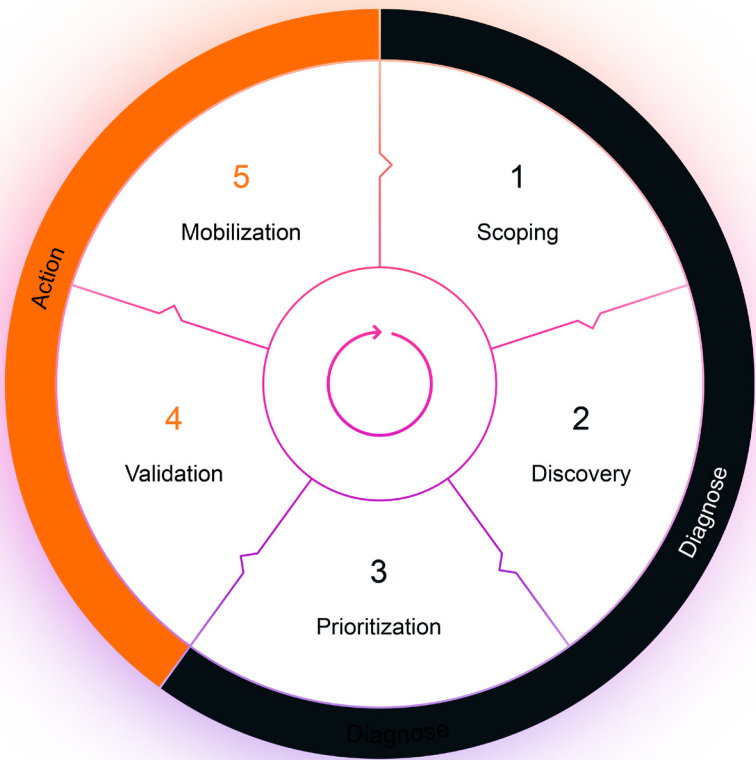 1
Scoping
2
Discovery
3
Prioritization
4
Validation
5
Mobilization
Action
Diagnose
Diagnose